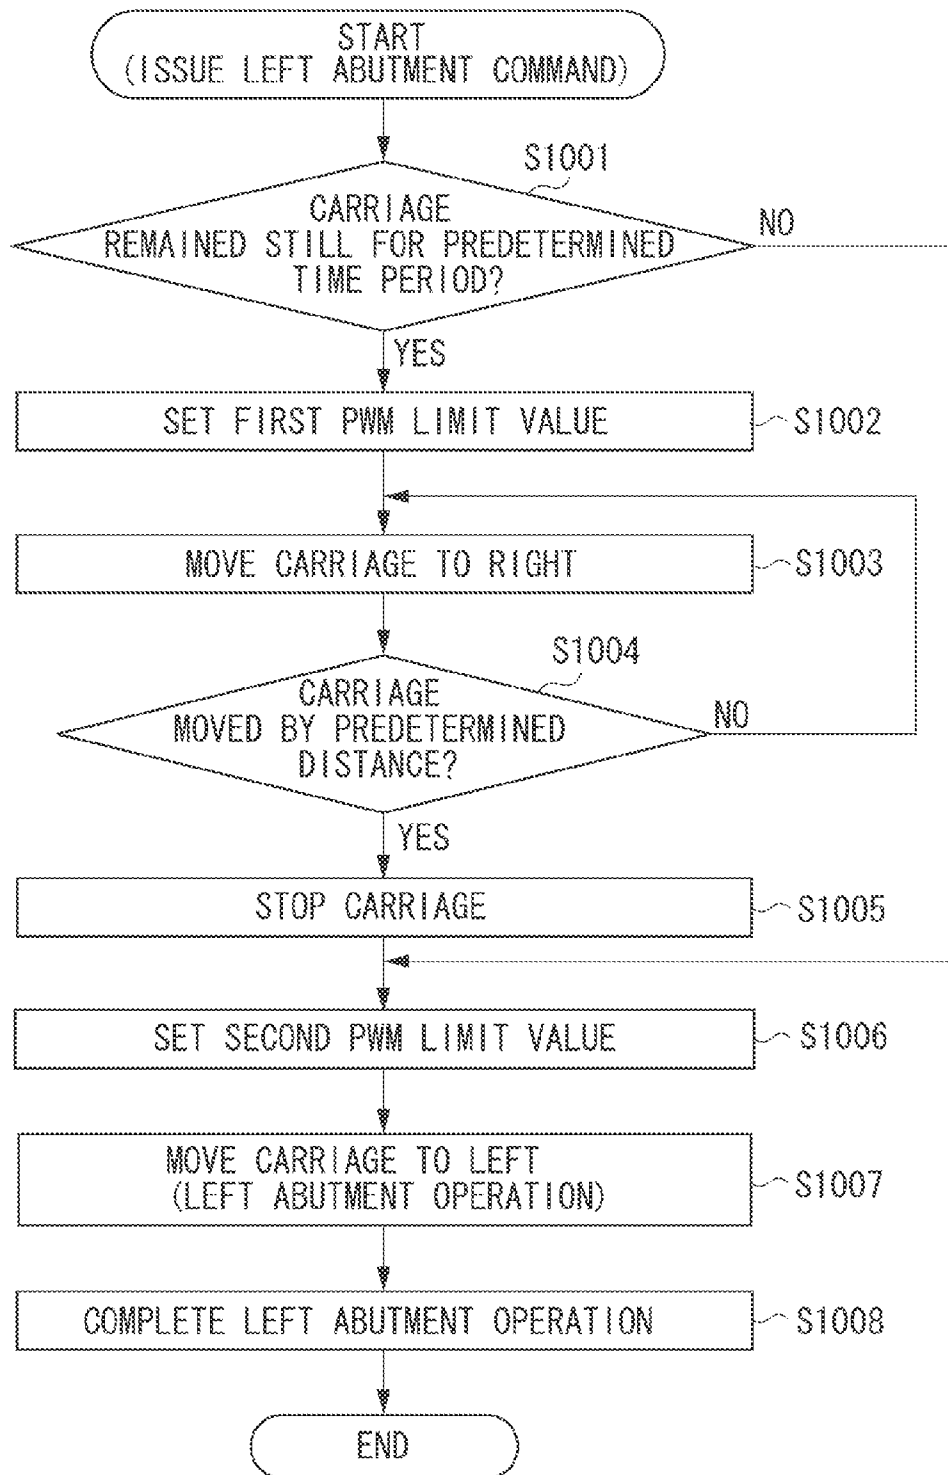 START
(ISSUE LEFT ABUTMENT COMMAND)
S1001
CARRIAGE
REMAINED STILL FOR PREDETERMINED
TIME PERIOD?
NO
YES
SET FIRST PWM LIMIT VALUE
S1002
MOVE CARRIAGE TO RIGHT
S1003
S1004
CARRIAGE
MOVED BY PREDETERMINED
DISTANCE?
NO
YES
STOP CARRIAGE
S1005
SET SECOND PWM LIMIT VALUE
S1006
MOVE CARRIAGE TO LEFT
(LEFT ABUTMENT OPERATION)
S1007
COMPLETE LEFT ABUTMENT OPERATION
S1008
END